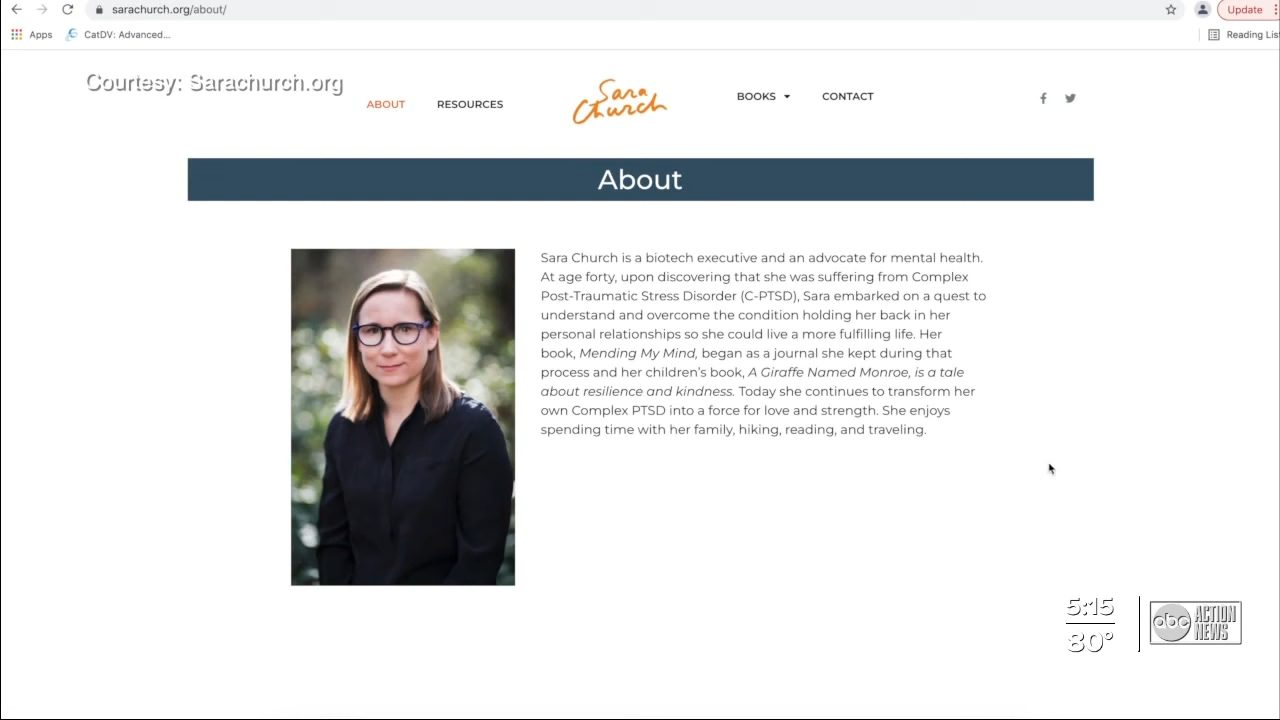 sarachurch.org/about/
Update
Apps
CatDV: Advanced...
Reading List
Courtesy: Sarachurch.org
ABOUT
RESOURCES
Sara
Church
BOOKS
CONTACT
About
Sara Church is a biotech executive and an advocate for mental health.
At age forty, upon discovering that she was suffering from Complex
Post-Traumatic Stress Disorder (C-PTSD), Sara embarked on a quest to
understand and overcome the condition holding her back in her
personal relationships so she could live a more fulfilling life. Her
book, Mending My Mind, began as a journal she kept during that
process and her children's book, A Giraffe Named Monroe, is a tale
about resilience and kindness. Today she continues to transform her
own Complex PTSD into a force for love and strength. She enjoys
spending time with her family, hiking, reading, and traveling.
5:15
80°
abc
ACTION
NEWS